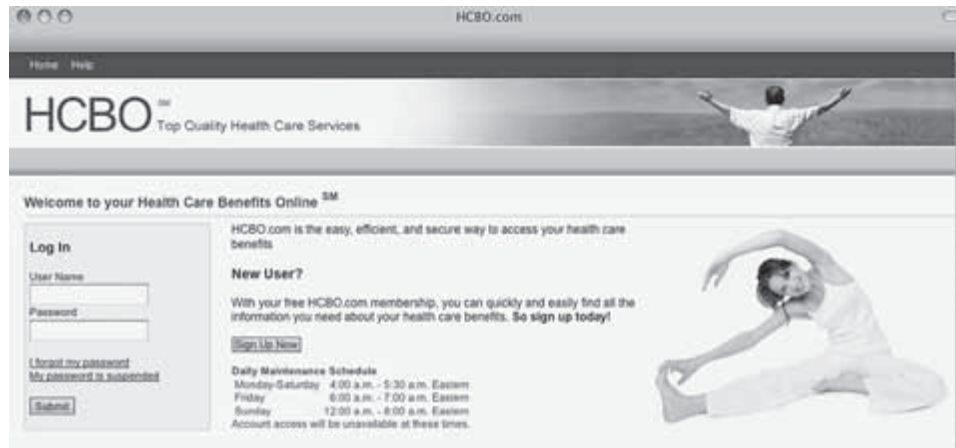 HCBO.com
Home Help
HCBO SM
Top Quality Health Care Services
Welcome to your Health Care Benefits Online SM
Log In
User Name
Password
I forgot my password
My password is suspended
Submit
HCBO.com is the easy, efficient, and secure way to access your health care
benefits
New User?
With your free HCBO.com membership, you can quickly and easily find all the
information you need about your health care benefits. So sign up today!
Sign Up Now
Daily Maintenance Schedule
Monday-Saturday 4:00 a.m. - 5:30 a.m. Eastern
Friday 6:00 a.m. - 7:00 a.m. Eastern
Sunday 12:00 a.m. - 8:00 a.m. Eastern
Account access will be unavailable at these times.